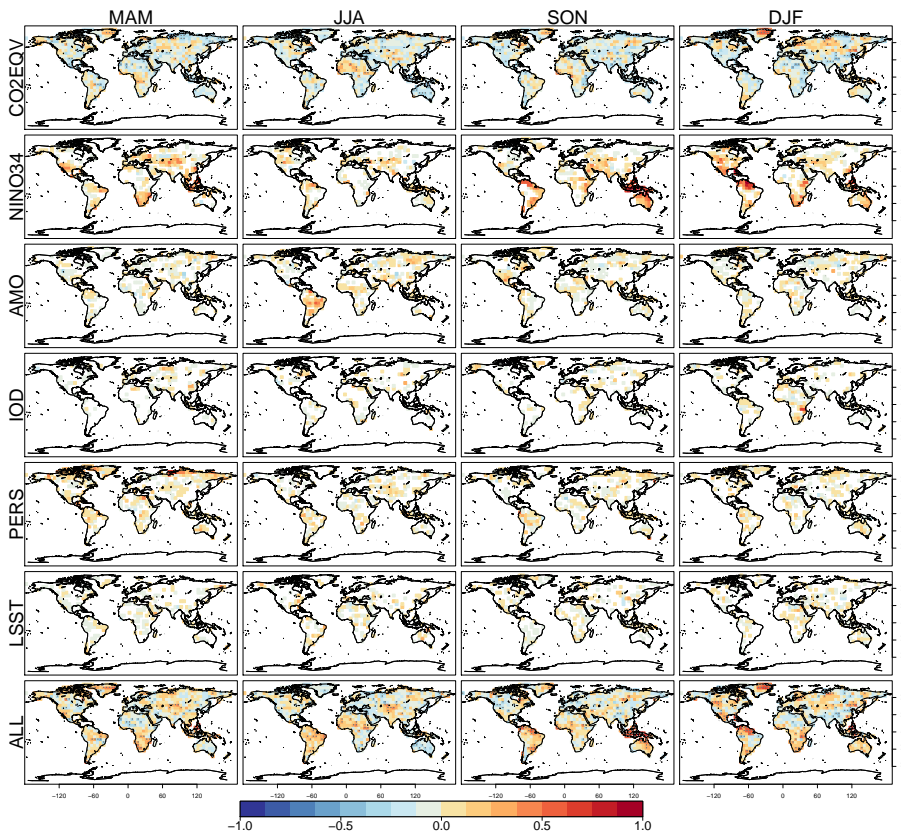 MAM JJA SON DJF
CO2EQV
NINO34
AMO
IOD
PERS
LSST
ALL
−120 −60 0 60 120 −120 −60 0 60 120 −120 −60 0 60 120 −120 −60 0 60 120
−1.0 −0.5 0.0 0.5 1.0